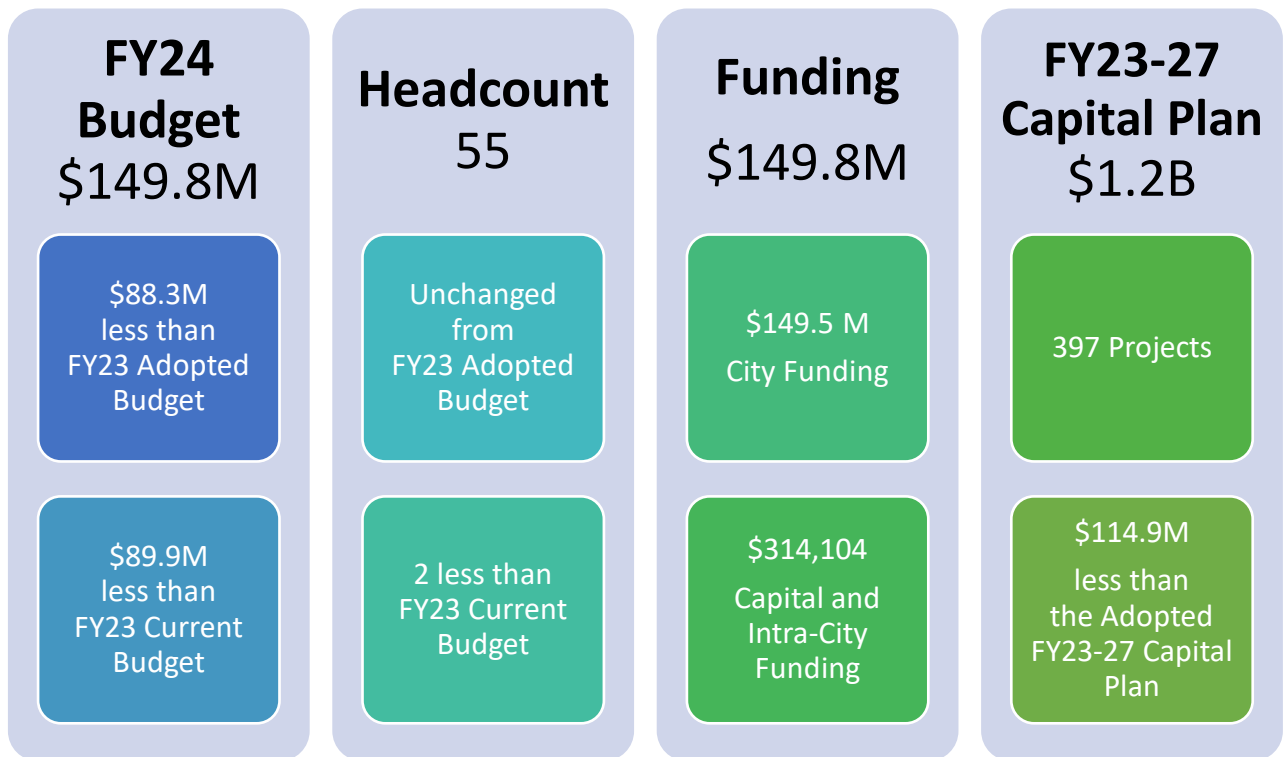 FY24
Budget
$149.8M
$88.3M
less than
FY23 Adopted
Budget
$89.9M
less than
FY23 Current
Budget
Headcount
55
Unchanged
from
FY23 Adopted
Budget
2 less than
FY23 Current
Budget
Funding
$149.8M
$149.5 M
City Funding
$314,104
Capital and
Intra-City
Funding
FY23-27
Capital Plan
$1.2B
397 Projects
$114.9M
less than
the Adopted
FY23-27 Capital
Plan